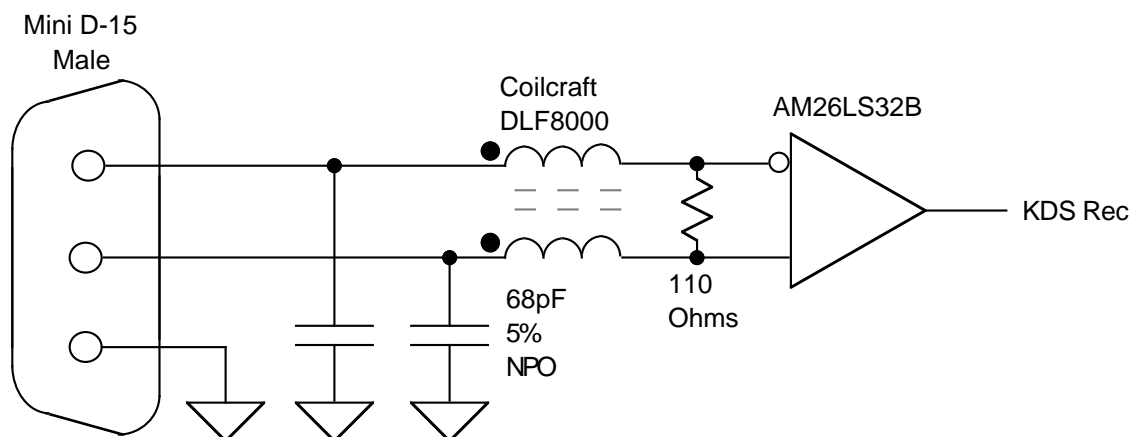 Mini D-15
Male
Coilcraft
DLF8000
AM26LS32B
KDS Rec
110
Ohms
68pF
5%
NPO